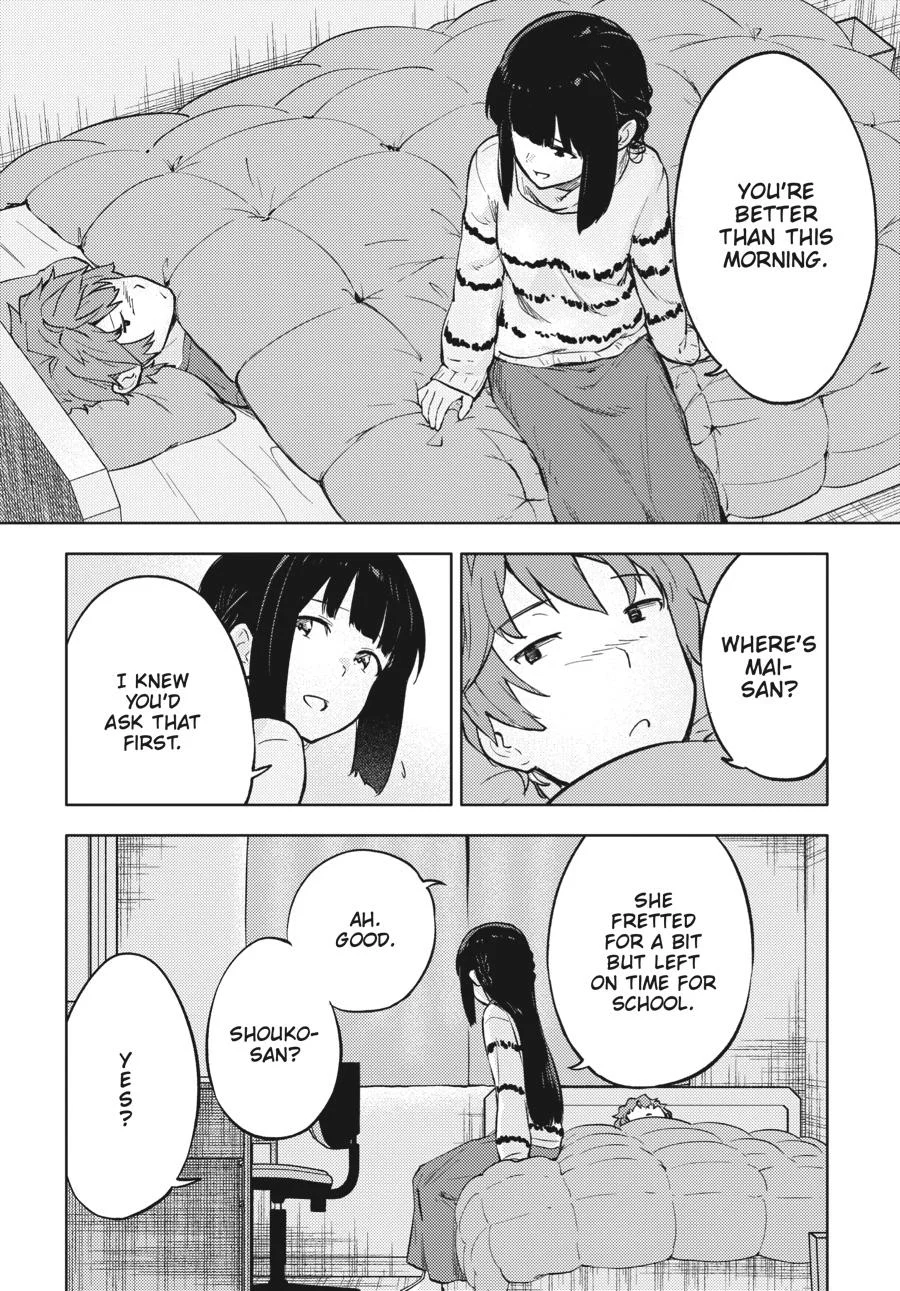 YOU'RE
BETTER
THAN THIS
MORNING.
WHERE'S
MAI-
SAN?
I KNEW
YOU'D
ASK THAT
FIRST.
SHE
FRETTED
FOR A BIT
BUT LEFT
ON TIME FOR
SCHOOL.
AH.
GOOD.
SHOUKO-
SAN?
YES?